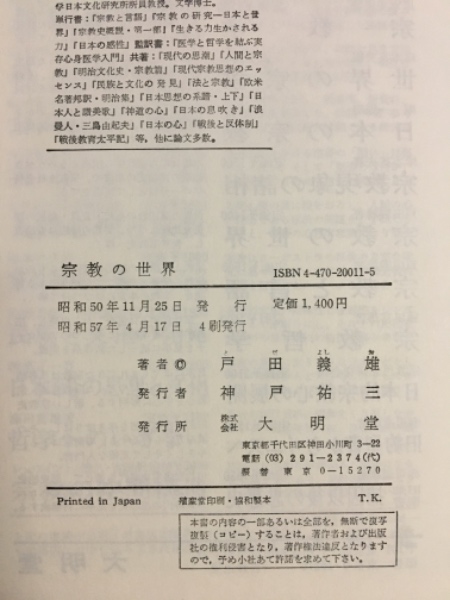 学日本文化研究所所員教授。文学博士。
単行書：『宗教と言語』『宗教の研究―日本と世
界』『宗教史概説・第一部』『生きる力生かされる
力』『日本の感性』監訳書：『医学と哲学を結ぶ実
存心身医学入門』共著：『現代の思潮』『人間と宗
教』『明治文化史・宗教篇』『現代宗教思想のエッ
センス』『民族と文化の発見』『法と宗教』『欧米
名著邦訳・明治集』『日本思想の系譜・上下』『日
本人と讃美歌』『神道の心』『日本の息吹き』『浪
曼人・三島由起夫』『日本の心』『戦後と反体制』
『戦後教育太平記』等，他に論文多数。
宗教の世界
ISBN4-470-20011-5
昭和50年11月25日 発 行 定価1,400円
昭和57年 4月17日 4刷発行
著者 © 戸田義雄
発行者 神戸祐三
発行所 株式会社 大明堂
東京都千代田区神田小川町 3-22
電話 (03) 291-2374(代)
振替 東京 0-15270
Printed in Japan 殖産堂印刷・協和製本 T.K.
本書の内容の一部あるいは全部を，無断で複写
複製（コピー）することは，著作者および出版
社の権利侵害となり，著作権法違反となります
ので，予め小社あて許諾を求めて下さい。
大明堂